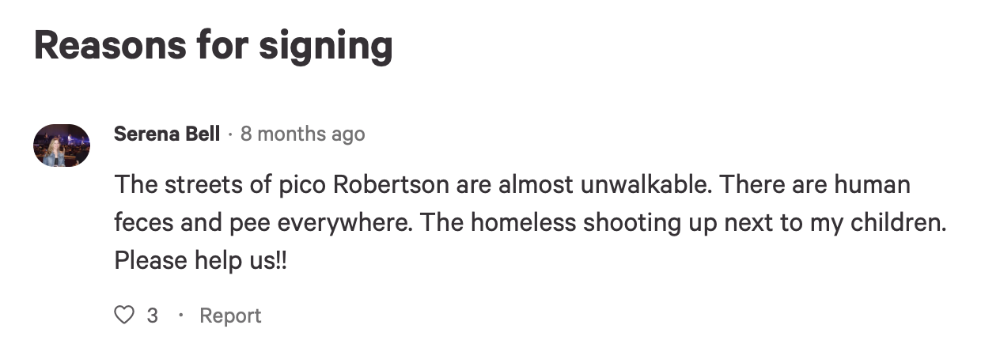 Reasons for signing
Serena Bell · 8 months ago
The streets of pico Robertson are almost unwalkable. There are human
feces and pee everywhere. The homeless shooting up next to my children.
Please help us!!
3 · Report